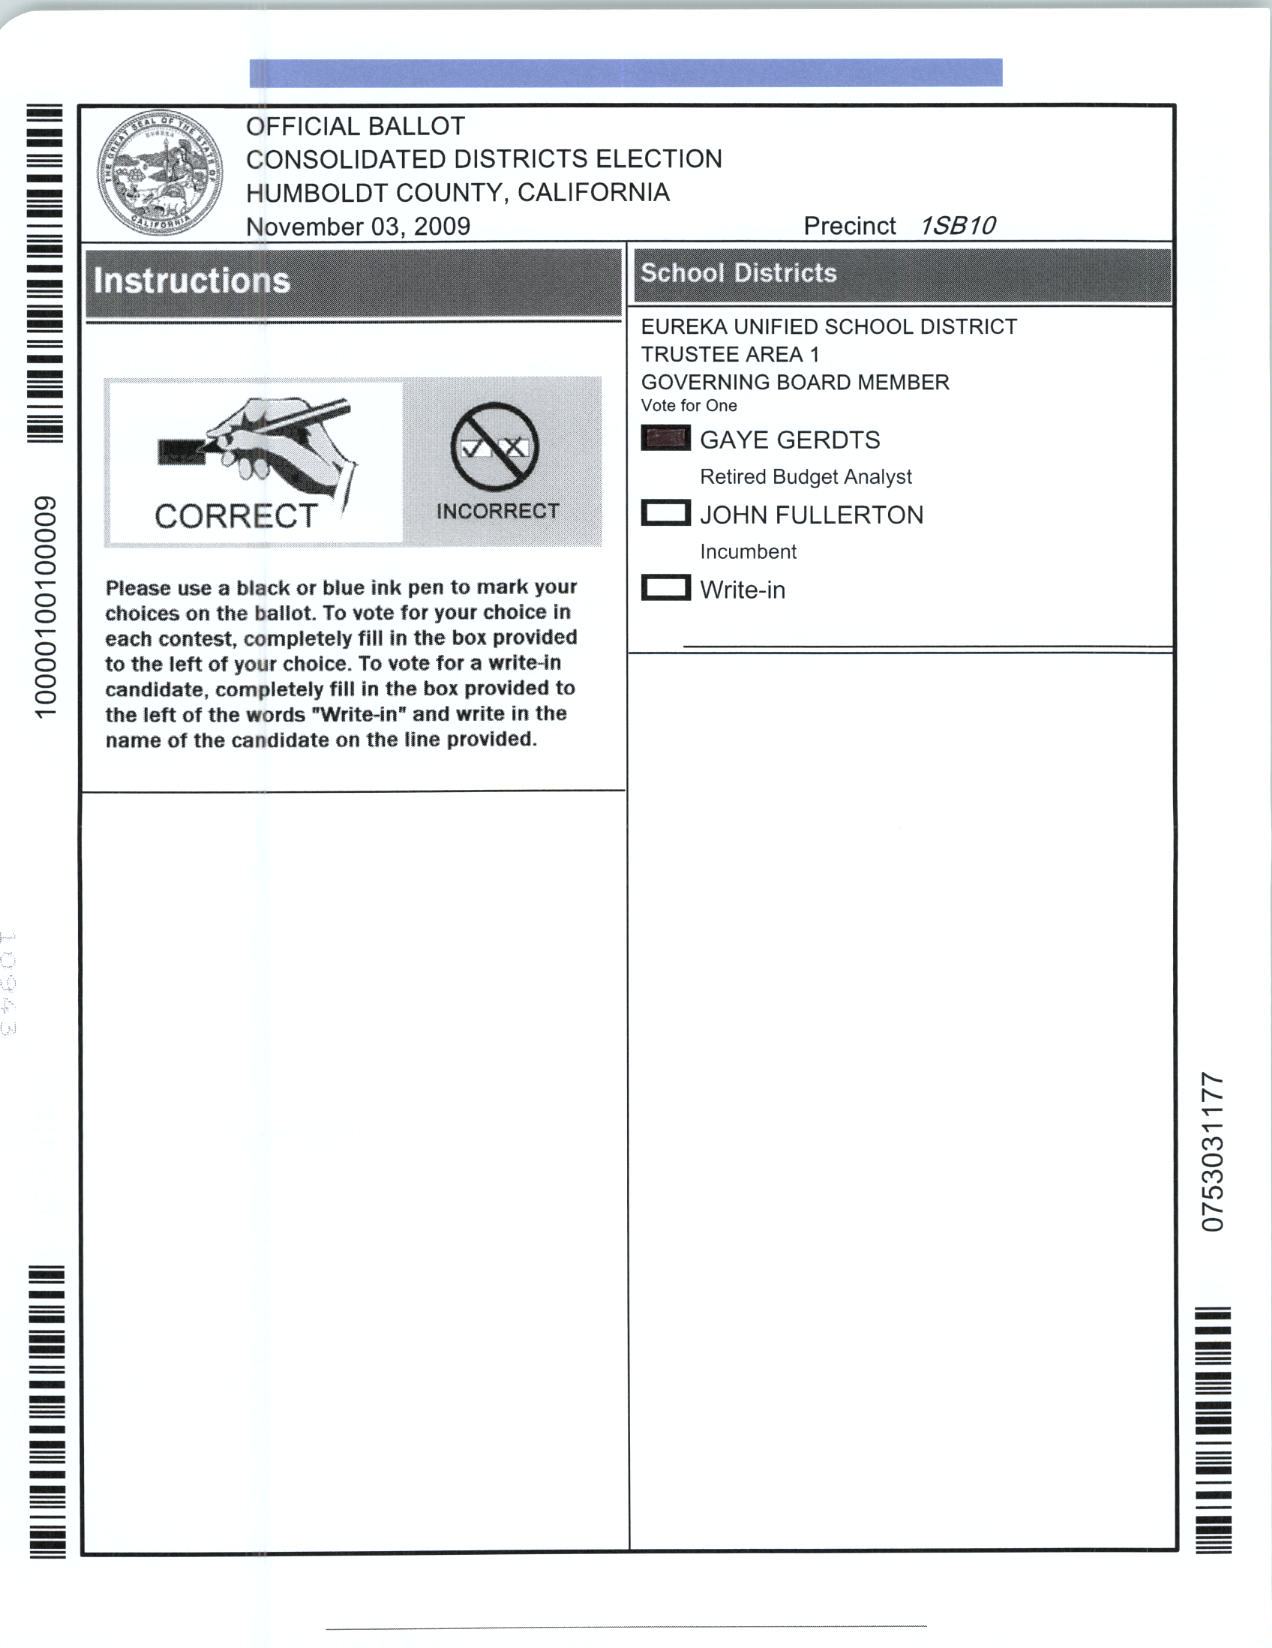 OFFICIAL BALLOT
CONSOLIDATED DISTRICTS ELECTION
HUMBOLDT COUNTY, CALIFORNIA
November 03, 2009
Precinct 1SB10
THE GREAT SEAL OF THE STATE OF CALIFORNIA
EUREKA
Instructions
CORRECT
INCORRECT
Please use a black or blue ink pen to mark your
choices on the ballot. To vote for your choice in
each contest, completely fill in the box provided
to the left of your choice. To vote for a write-in
candidate, completely fill in the box provided to
the left of the words "Write-in" and write in the
name of the candidate on the line provided.
School Districts
EUREKA UNIFIED SCHOOL DISTRICT
TRUSTEE AREA 1
GOVERNING BOARD MEMBER
Vote for One
GAYE GERDTS
Retired Budget Analyst
JOHN FULLERTON
Incumbent
Write-in
10000100100009
10943
0753031177